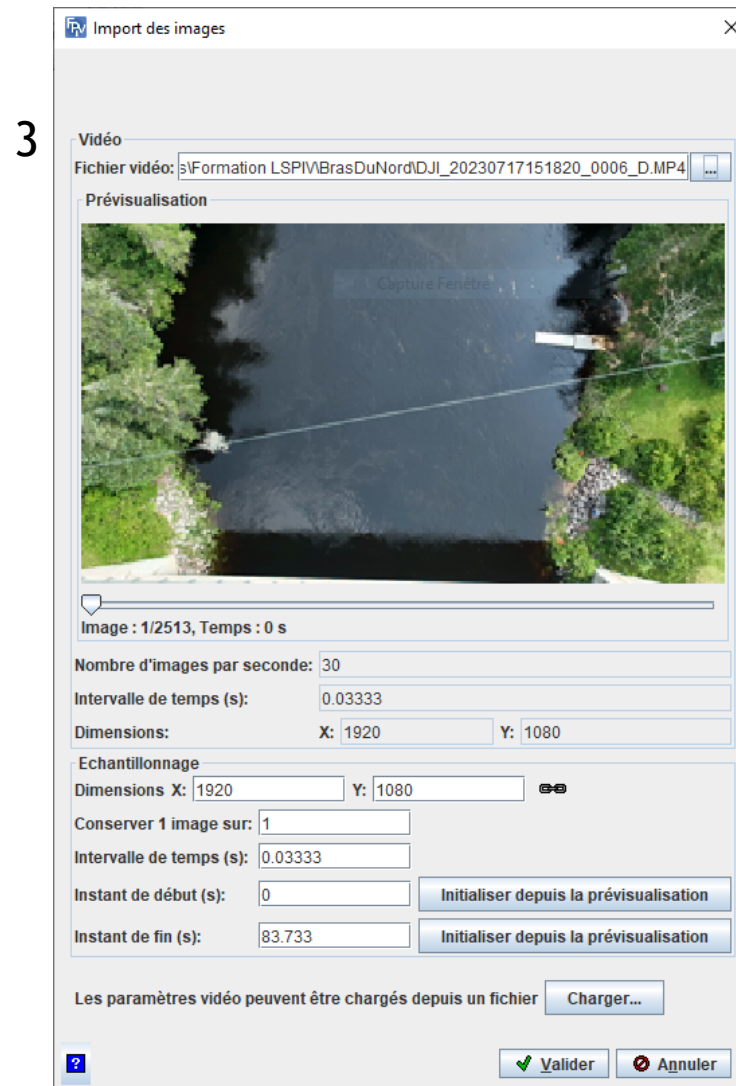 Import des images
3
Vidéo
Fichier vidéo: s\Formation LSPIV\BrasDuNord\DJI_20230717151820_0006_D.MP4 ...
Prévisualisation
Capture Fenêtre
Image : 1/2513, Temps : 0 s
Nombre d'images par seconde: 30
Intervalle de temps (s): 0.03333
Dimensions: X: 1920 Y: 1080
Echantillonnage
Dimensions X: 1920 Y: 1080
Conserver 1 image sur: 1
Intervalle de temps (s): 0.03333
Instant de début (s): 0 Initialiser depuis la prévisualisation
Instant de fin (s): 83.733 Initialiser depuis la prévisualisation
Les paramètres vidéo peuvent être chargés depuis un fichier Charger...
? Valider Annuler